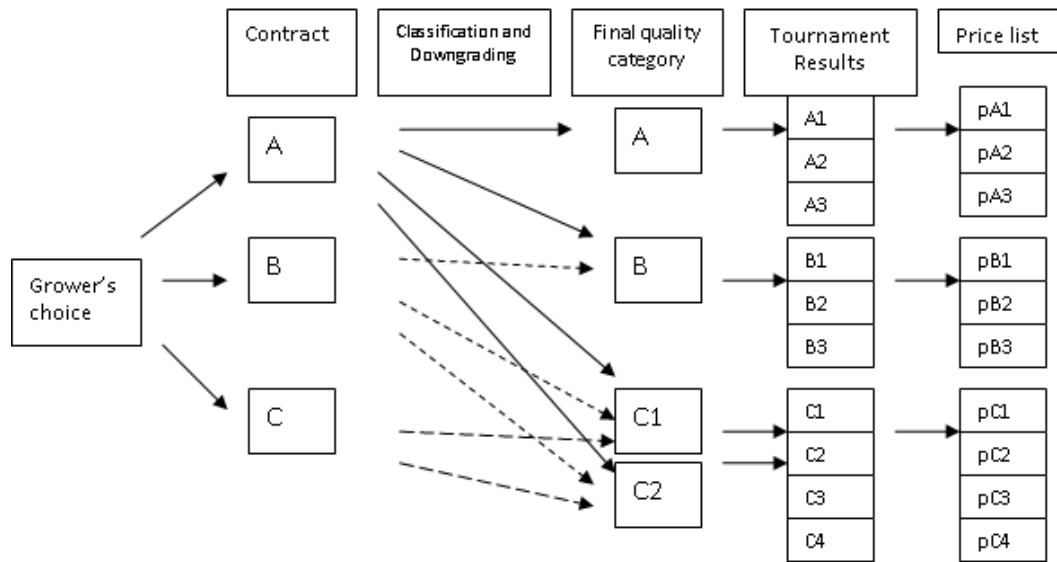 Contract
Classification and
Downgrading
Final quality
category
Tournament
Results
Price list
Grower's
choice
A
B
C
A
B
C1
C2
A1
A2
A3
B1
B2
B3
C1
C2
C3
C4
pA1
pA2
pA3
pB1
pB2
pB3
pC1
pC2
pC3
pC4